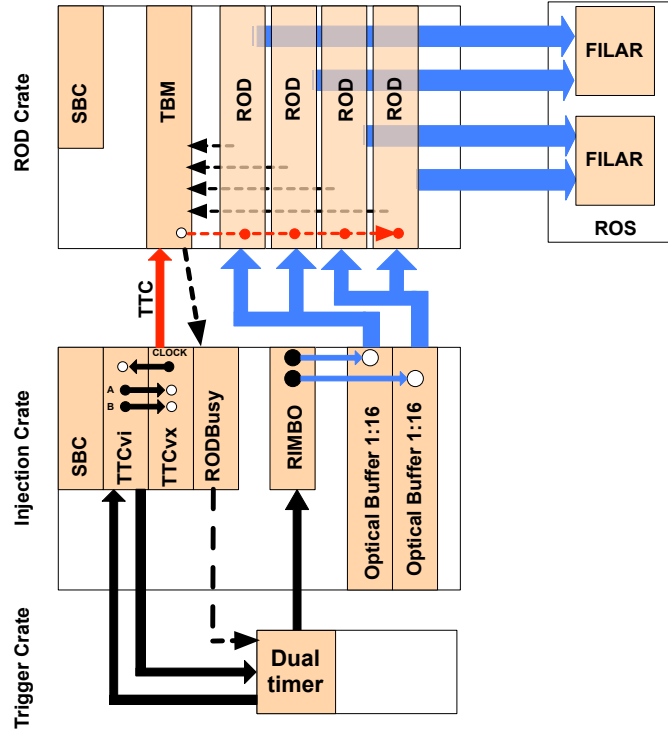 ROD Crate
SBC
TBM
ROD
ROD
ROD
ROD
FILAR
FILAR
ROS
TTC
Injection Crate
SBC
TTCvi
TTCvx
CLOCK
A
B
RODBusy
RIMBO
Optical Buffer 1:16
Optical Buffer 1:16
Trigger Crate
Dual
timer